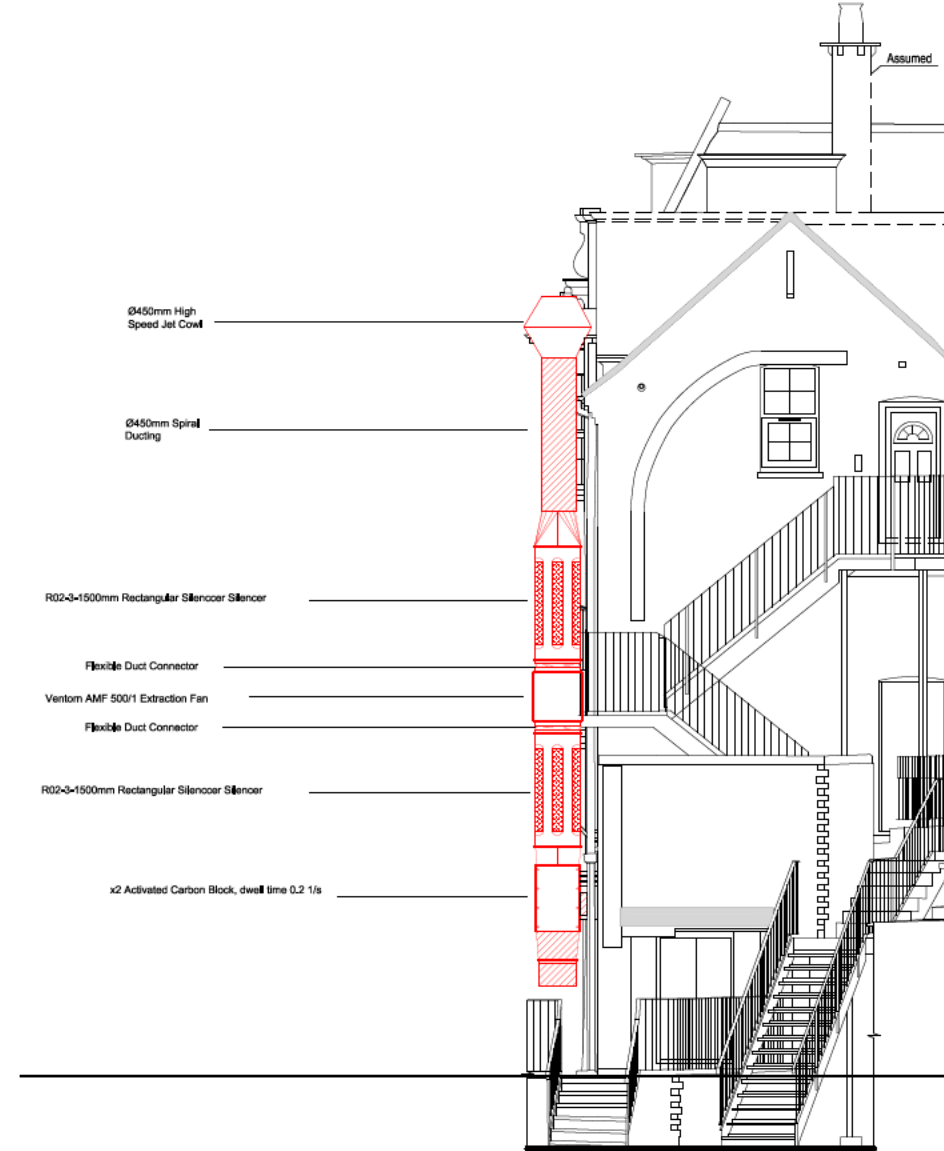 Assumed
Ø450mm High
Speed Jet Cowl
Ø450mm Spiral
Ducting
R02-3-1500mm Rectangular Silenccer Silencer
Flexible Duct Connector
Ventom AMF 500/1 Extraction Fan
Flexible Duct Connector
R02-3-1500mm Rectangular Silenccer Silencer
x2 Activated Carbon Block, dwell time 0.2 1/s